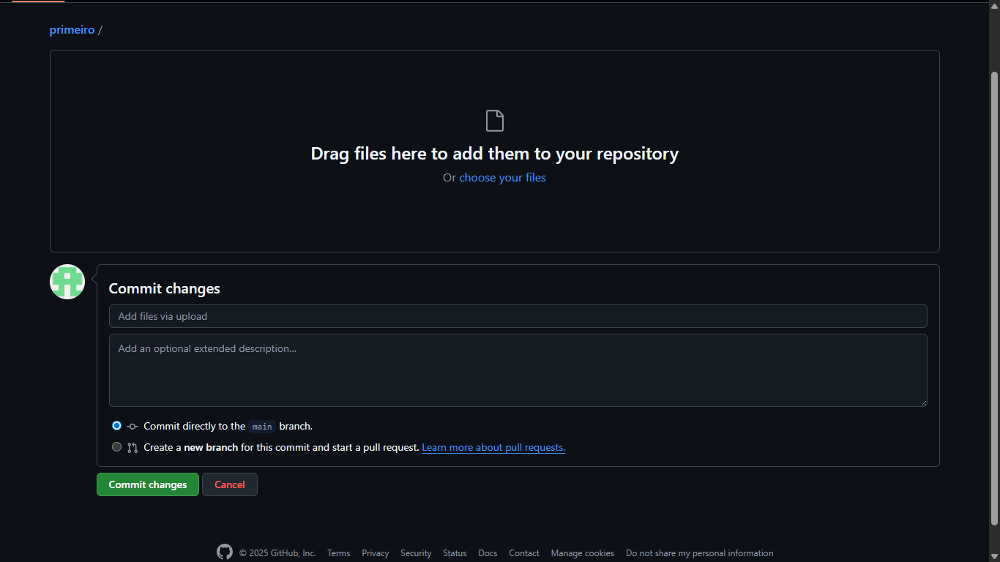 primeiro /
Drag files here to add them to your repository
Or choose your files
Commit changes
Add files via upload
Add an optional extended description...
Commit directly to the main branch.
Create a new branch for this commit and start a pull request. Learn more about pull requests.
Commit changes Cancel
© 2025 GitHub, Inc. Terms Privacy Security Status Docs Contact Manage cookies Do not share my personal information